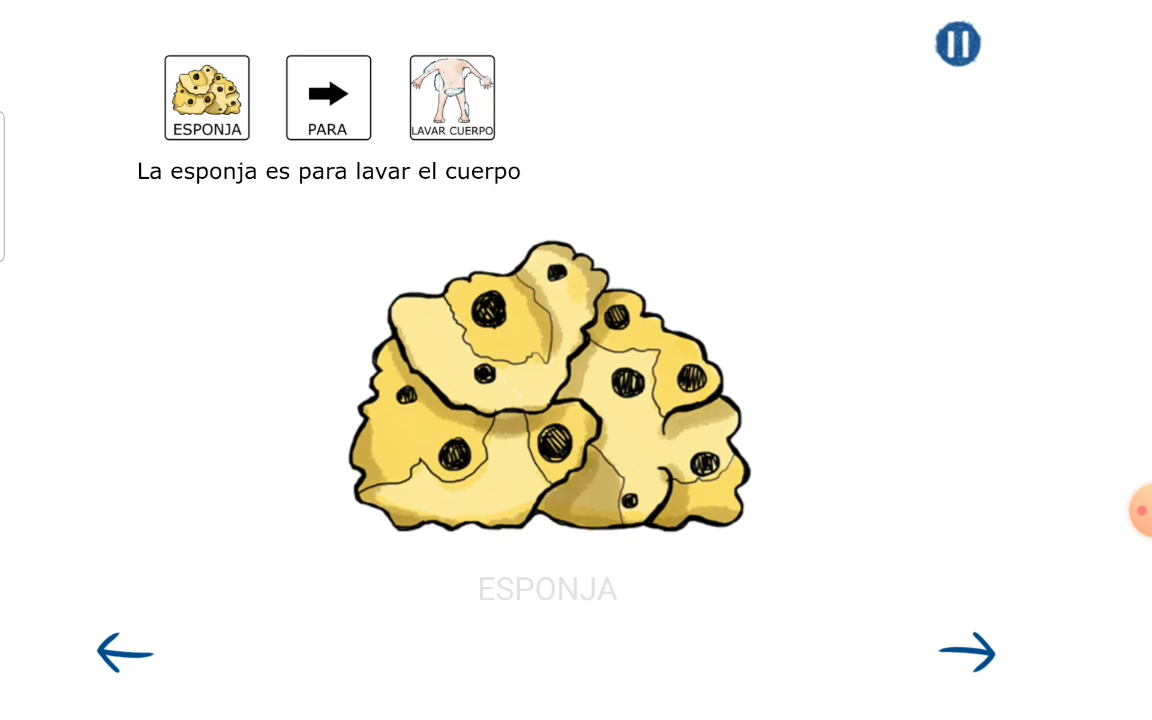 ESPONJA
PARA
LAVAR CUERPO
La esponja es para lavar el cuerpo
ESPONJA